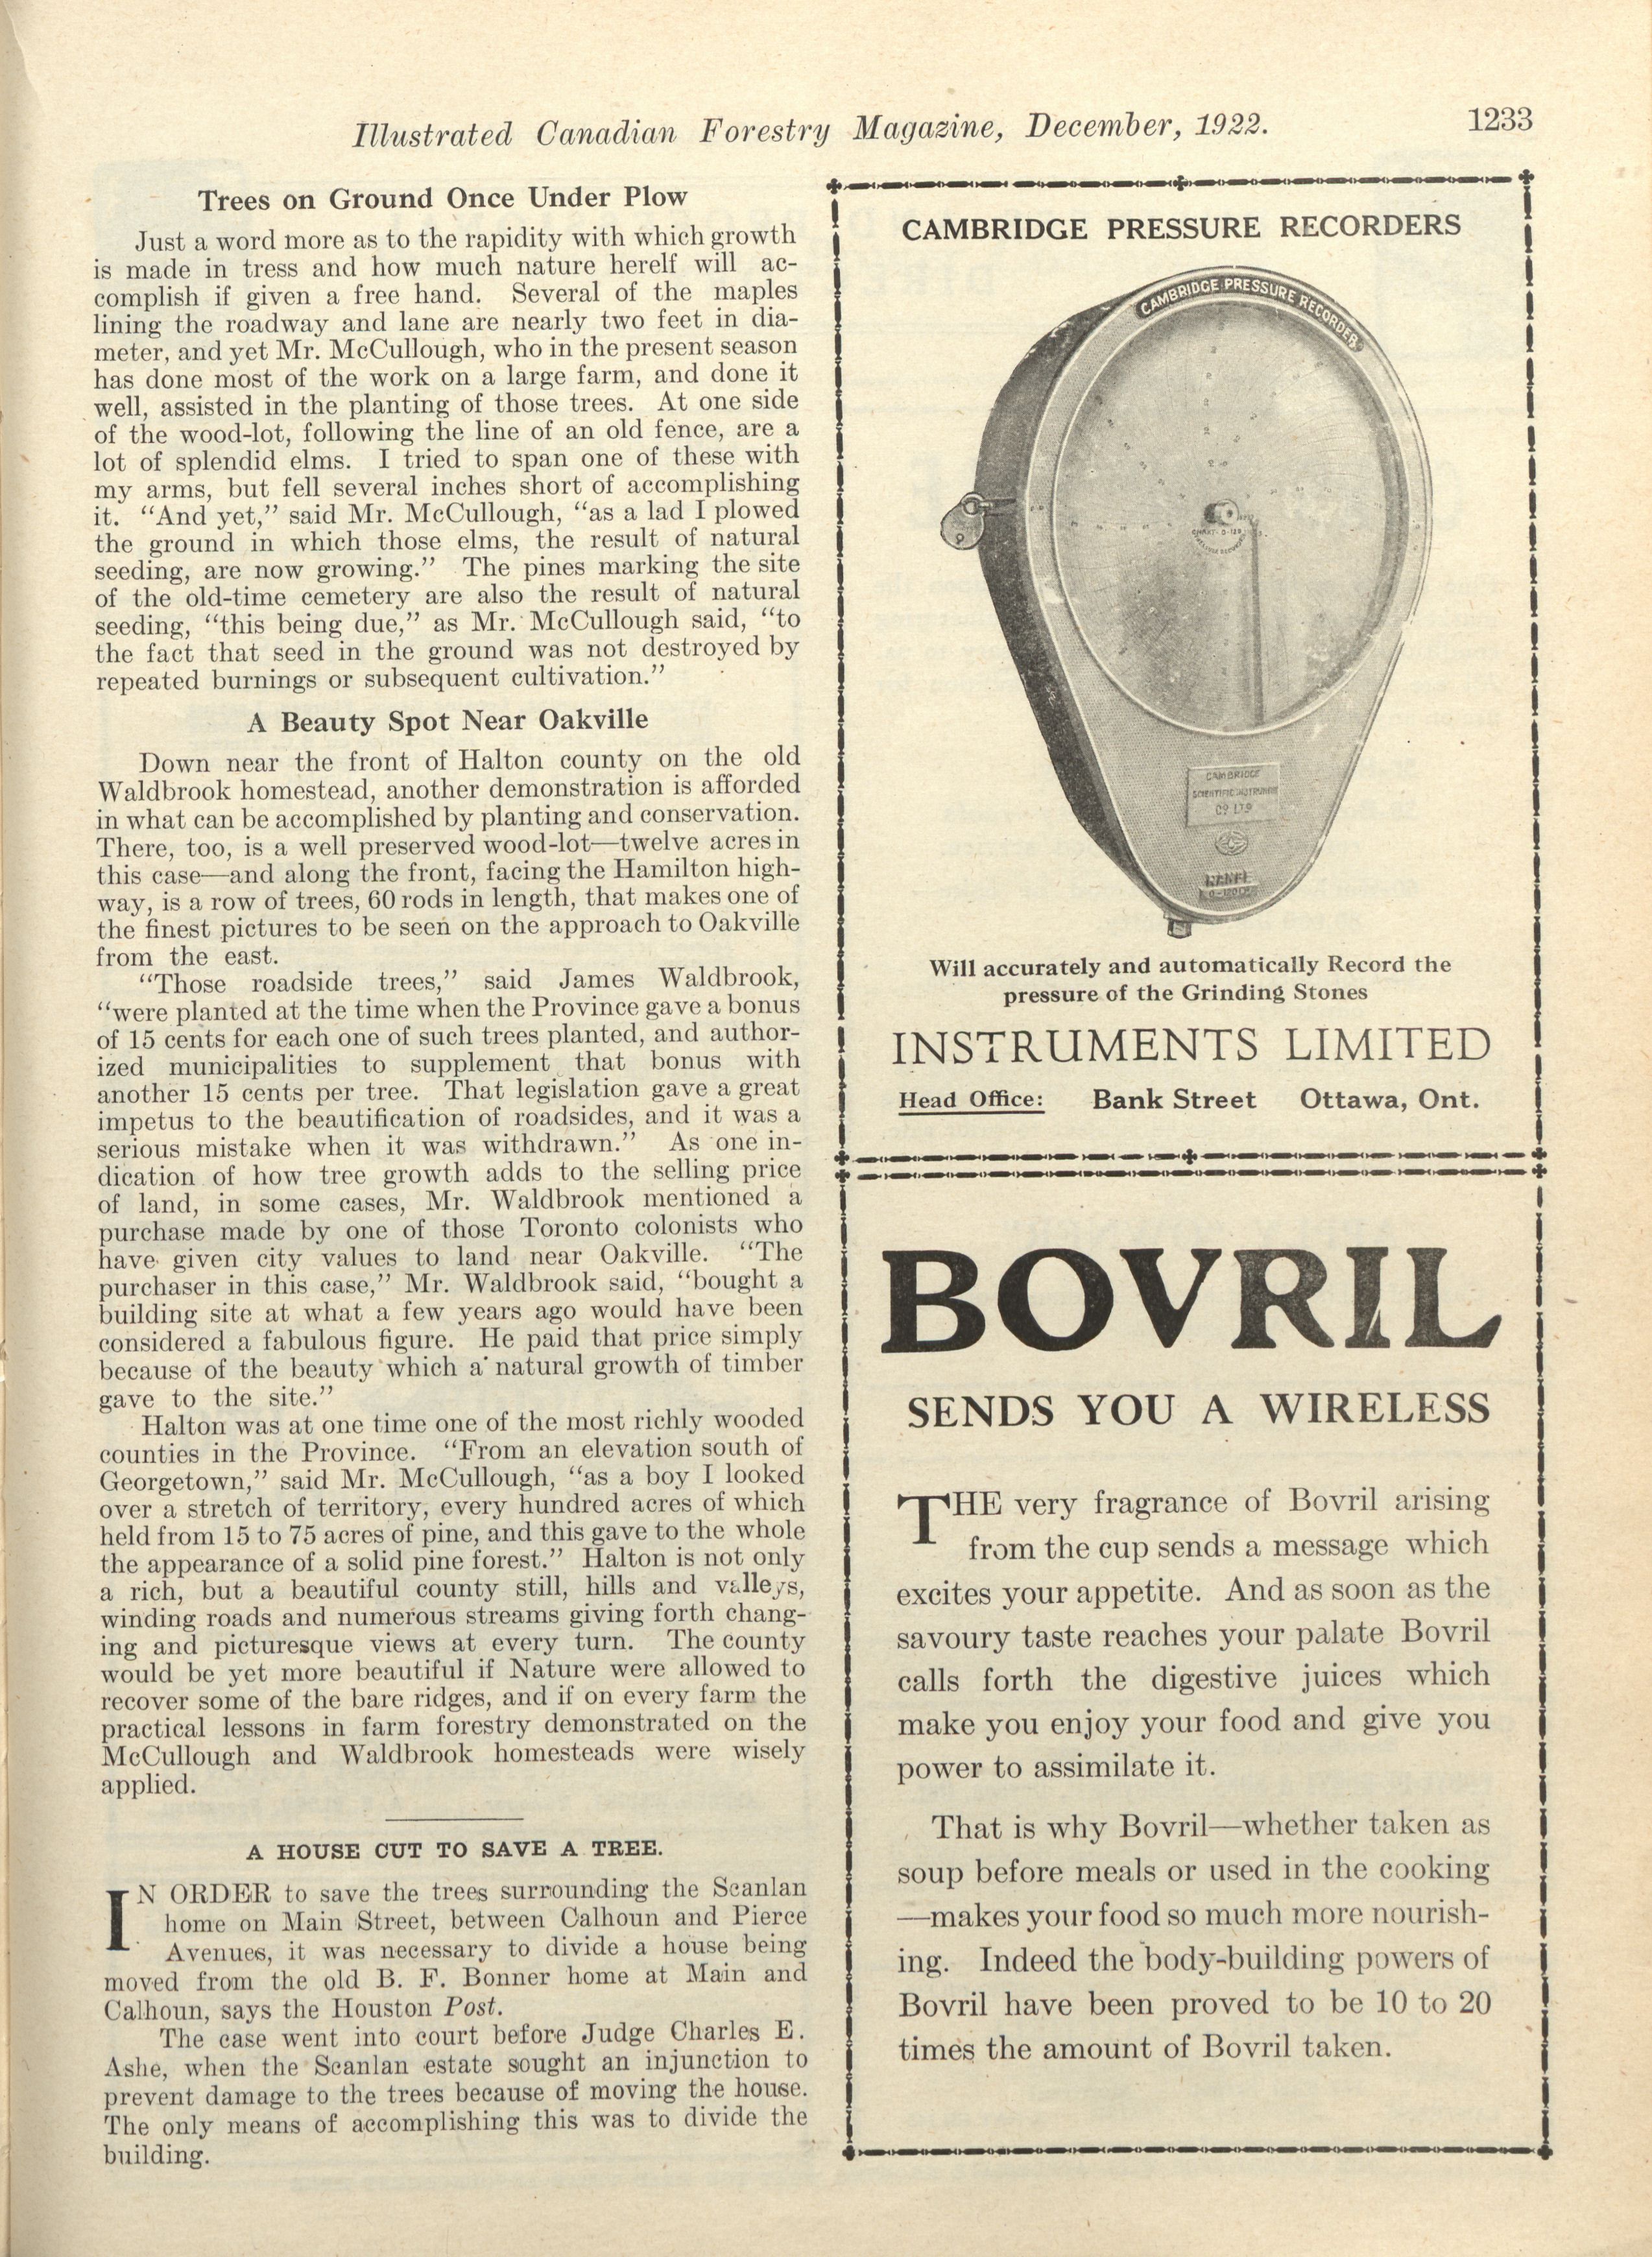 Illustrated Canadian Forestry Magazine, December, 1922.
1233
Trees on Ground Once Under Plow
Just a word more as to the rapidity with which growth
is made in tress and how much nature herelf will ac-
complish if given a free hand. Several of the maples
lining the roadway and lane are nearly two feet in dia-
meter, and yet Mr. McCullough, who in the present season
has done most of the work on a large farm, and done it
well, assisted in the planting of those trees. At one side
of the wood-lot, following the line of an old fence, are a
lot of splendid elms. I tried to span one of these with
my arms, but fell several inches short of accomplishing
it. “And yet,” said Mr. McCullough, “as a lad I plowed
the ground in which those elms, the result of natural
seeding, are now growing.” The pines marking the site
of the old-time cemetery are also the result of natural
seeding, “this being due,” as Mr. McCullough said, “to
the fact that seed in the ground was not destroyed by
repeated burnings or subsequent cultivation.”
A Beauty Spot Near Oakville
Down near the front of Halton county on the old
Waldbrook homestead, another demonstration is afforded
in what can be accomplished by planting and conservation.
There, too, is a well preserved wood-lot—twelve acres in
this case—and along the front, facing the Hamilton high-
way, is a row of trees, 60 rods in length, that makes one of
the finest pictures to be seen on the approach to Oakville
from the east.
“Those roadside trees,” said James Waldbrook,
“were planted at the time when the Province gave a bonus
of 15 cents for each one of such trees planted, and author-
ized municipalities to supplement that bonus with
another 15 cents per tree. That legislation gave a great
impetus to the beautification of roadsides, and it was a
serious mistake when it was withdrawn.” As one in-
dication of how tree growth adds to the selling price
of land, in some cases, Mr. Waldbrook mentioned a
purchase made by one of those Toronto colonists who
have given city values to land near Oakville. “The
purchaser in this case,” Mr. Waldbrook said, “bought a
building site at what a few years ago would have been
considered a fabulous figure. He paid that price simply
because of the beauty which a natural growth of timber
gave to the site.”
Halton was at one time one of the most richly wooded
counties in the Province. “From an elevation south of
Georgetown,” said Mr. McCullough, “as a boy I looked
over a stretch of territory, every hundred acres of which
held from 15 to 75 acres of pine, and this gave to the whole
the appearance of a solid pine forest.” Halton is not only
a rich, but a beautiful county still, hills and valleys,
winding roads and numerous streams giving forth chang-
ing and picturesque views at every turn. The county
would be yet more beautiful if Nature were allowed to
recover some of the bare ridges, and if on every farm the
practical lessons in farm forestry demonstrated on the
McCullough and Waldbrook homesteads were wisely
applied.
A HOUSE CUT TO SAVE A TREE.
IN ORDER to save the trees surrounding the Scanlan
home on Main Street, between Calhoun and Pierce
Avenues, it was necessary to divide a house being
moved from the old B. F. Bonner home at Main and
Calhoun, says the Houston Post.
The case went into court before Judge Charles E.
Ashe, when the Scanlan estate sought an injunction to
prevent damage to the trees because of moving the house.
The only means of accomplishing this was to divide the
building.
CAMBRIDGE PRESSURE RECORDERS
CAMBRIDGE PRESSURE RECORDER
CAMBRIDGE
SCIENTIFIC INSTRUMENT
CO LTD
RANGE
Will accurately and automatically Record the
pressure of the Grinding Stones
INSTRUMENTS LIMITED
Head Office: Bank Street Ottawa, Ont.
BOVRIL
SENDS YOU A WIRELESS
THE very fragrance of Bovril arising
from the cup sends a message which
excites your appetite. And as soon as the
savoury taste reaches your palate Bovril
calls forth the digestive juices which
make you enjoy your food and give you
power to assimilate it.
That is why Bovril—whether taken as
soup before meals or used in the cooking
—makes your food so much more nourish-
ing. Indeed the body-building powers of
Bovril have been proved to be 10 to 20
times the amount of Bovril taken.